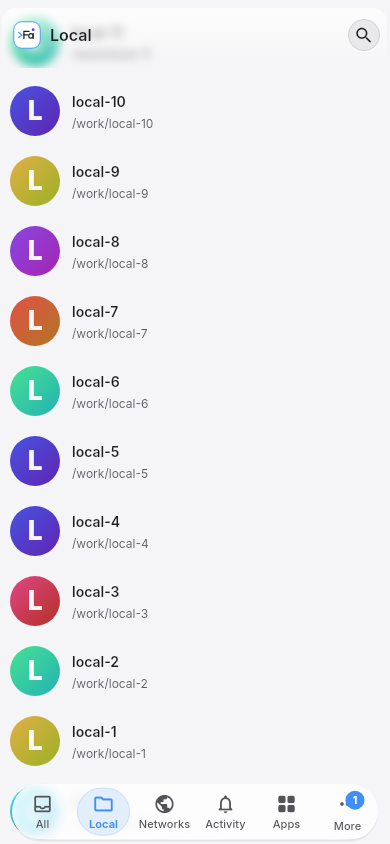 >Fa
Local
L
local-10
/work/local-10
L
local-9
/work/local-9
L
local-8
/work/local-8
L
local-7
/work/local-7
L
local-6
/work/local-6
L
local-5
/work/local-5
L
local-4
/work/local-4
L
local-3
/work/local-3
L
local-2
/work/local-2
L
local-1
/work/local-1
1
All
Local
Networks
Activity
Apps
More